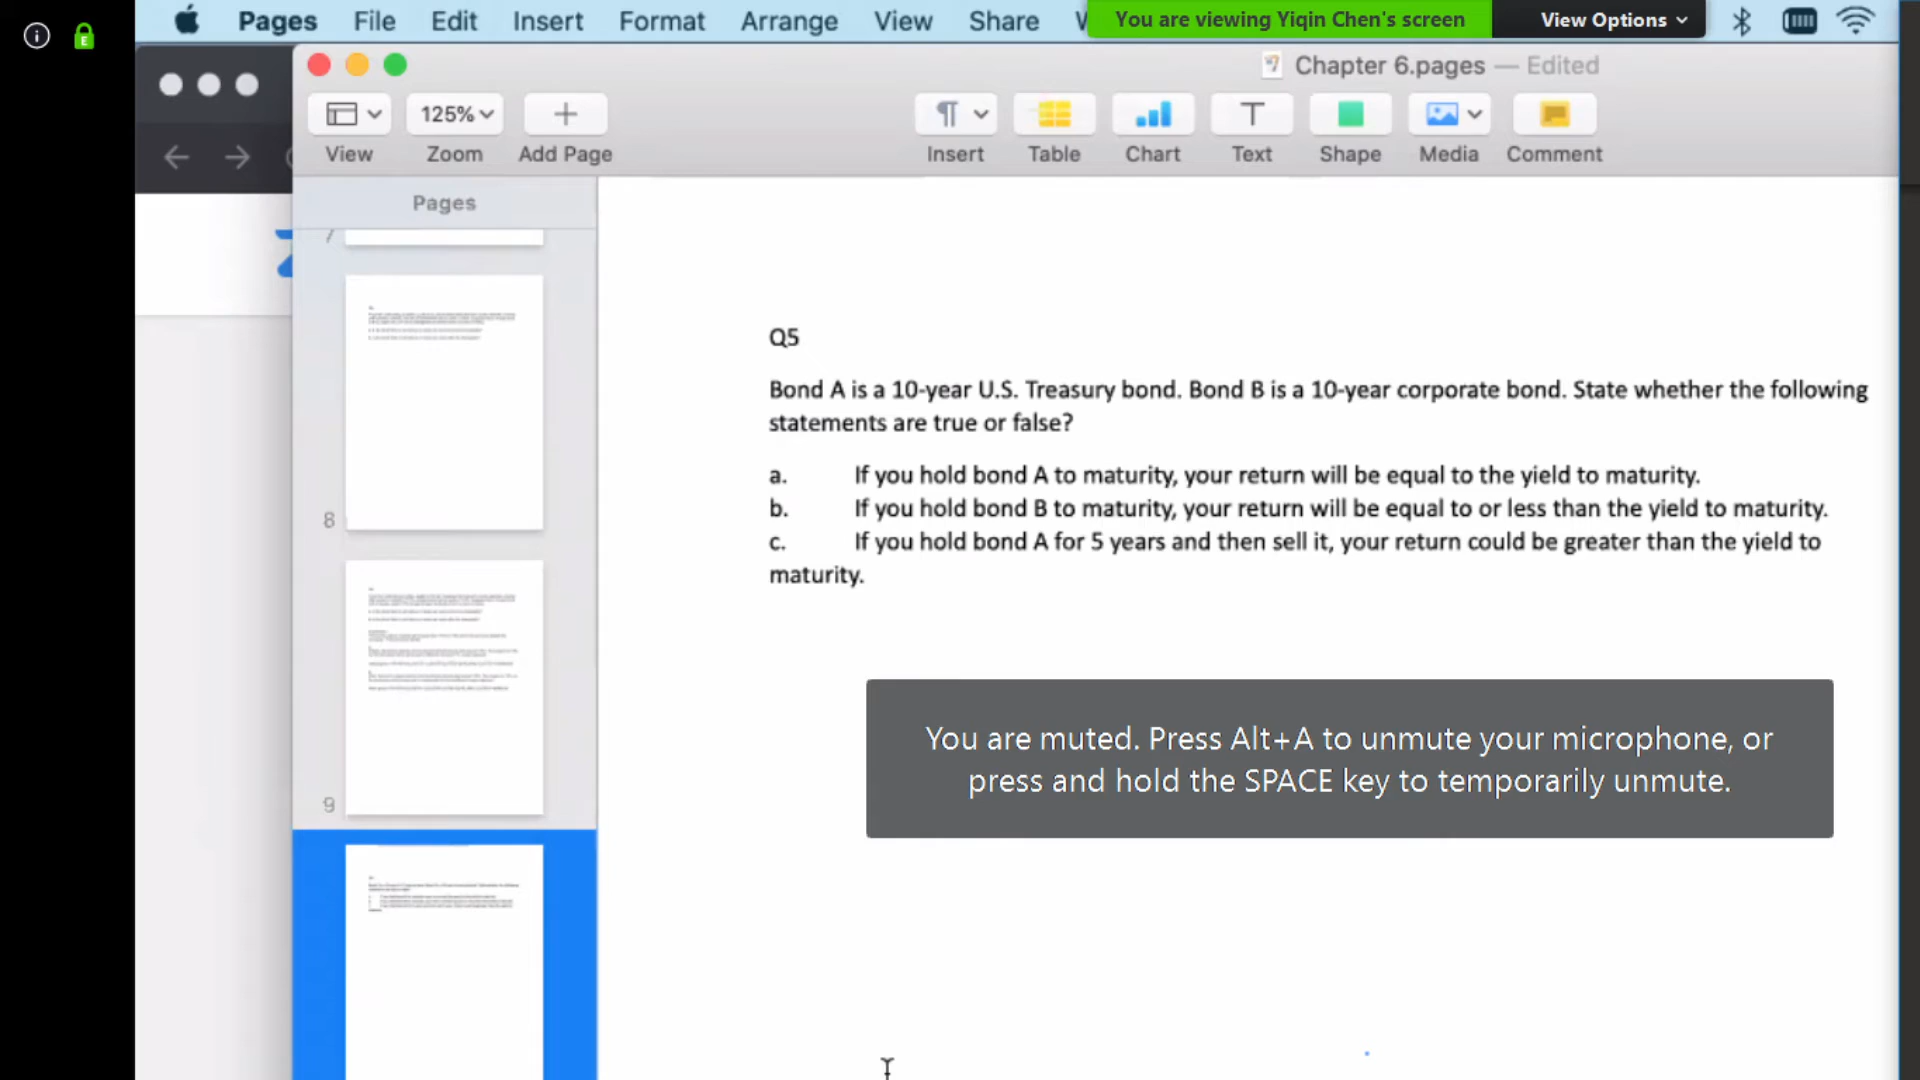 Pages File Edit Insert Format Arrange View Share
You are viewing Yiqin Chen's screen View Options
Chapter 6.pages — Edited
125%
View Zoom Add Page Insert Table Chart Text Shape Media Comment
Pages
7
8
9
Q5
Bond A is a 10-year U.S. Treasury bond. Bond B is a 10-year corporate bond. State whether the following
statements are true or false?
a. If you hold bond A to maturity, your return will be equal to the yield to maturity.
b. If you hold bond B to maturity, your return will be equal to or less than the yield to maturity.
c. If you hold bond A for 5 years and then sell it, your return could be greater than the yield to
maturity.
You are muted. Press Alt+A to unmute your microphone, or
press and hold the SPACE key to temporarily unmute.